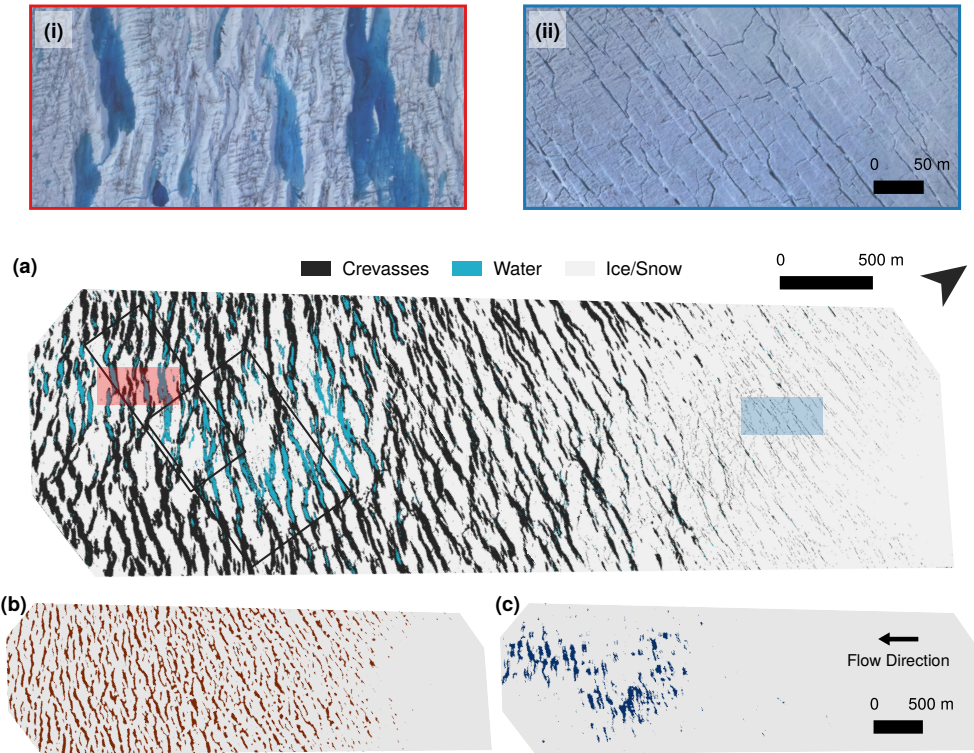 (i)
(ii)
0 50 m
(a)
Crevasses Water Ice/Snow
0 500 m
(b)
(c)
Flow Direction
0 500 m